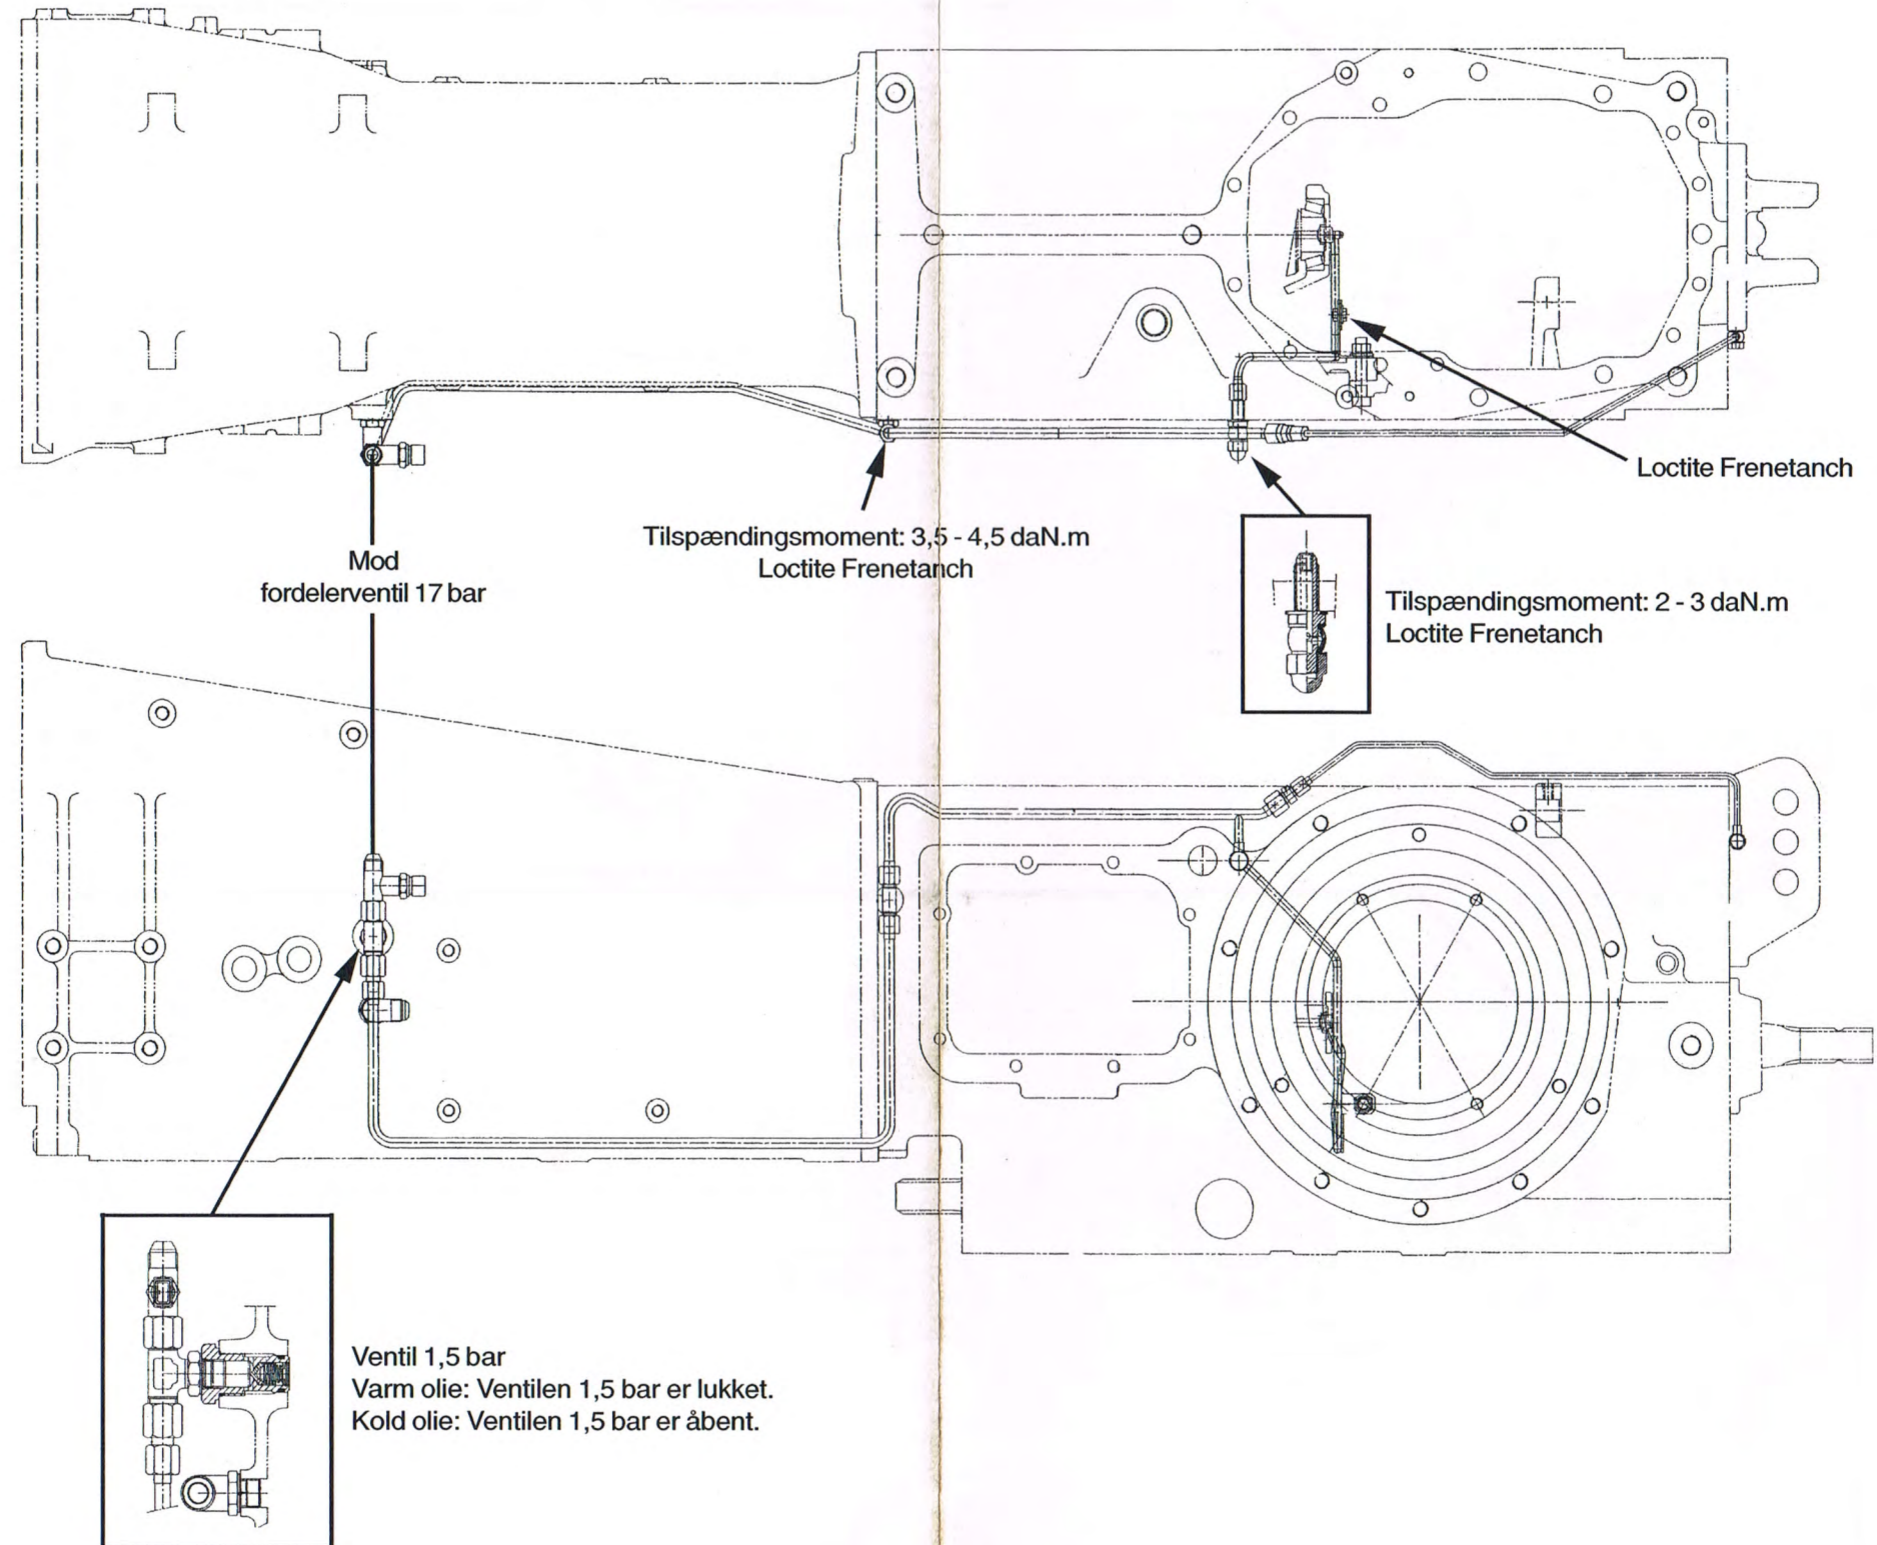 Loctite Frenetanch
Tilspændingsmoment: 3,5 - 4,5 daN.m
Loctite Frenetanch
Mod
fordelerventil 17 bar
Tilspændingsmoment: 2 - 3 daN.m
Loctite Frenetanch
Ventil 1,5 bar
Varm olie: Ventilen 1,5 bar er lukket.
Kold olie: Ventilen 1,5 bar er åbent.